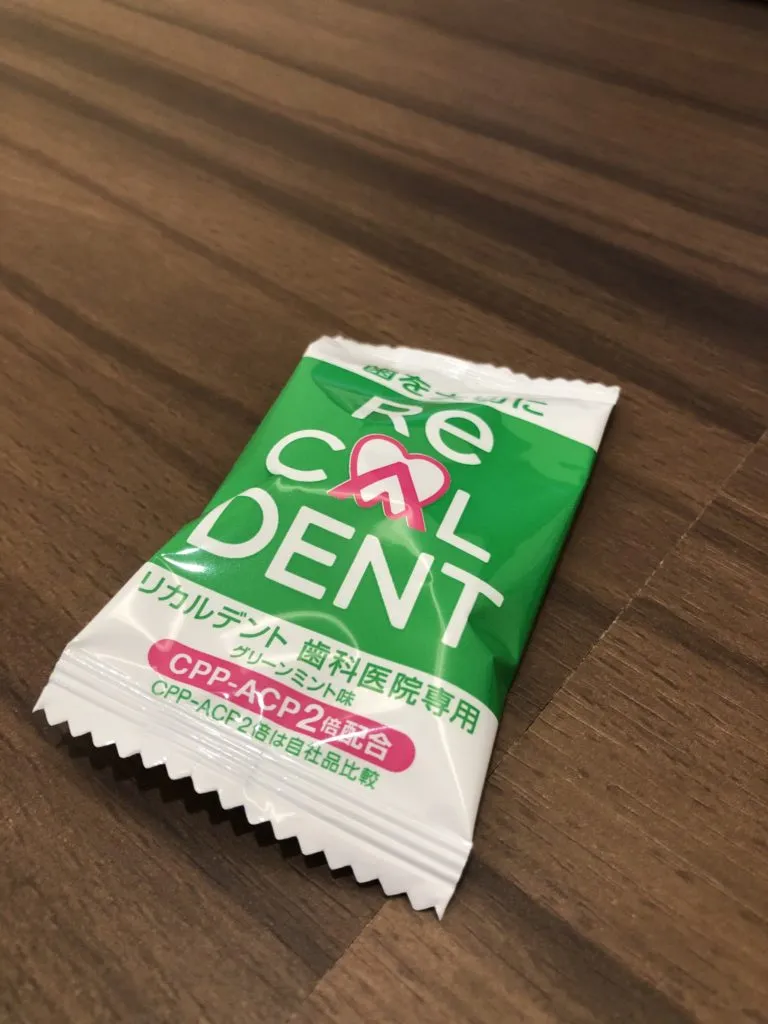 歯を大切に
ReCALDENT
リカルデント 歯科医院専用
グリーンミント味
CPP-ACP2倍配合
CPP-ACP2倍は自社品比較